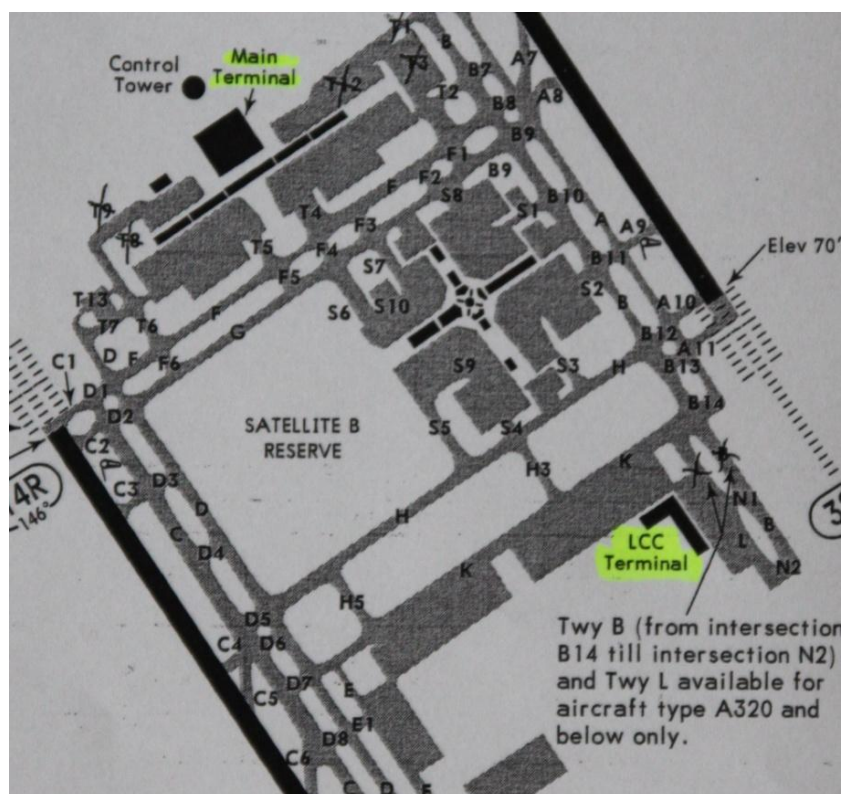 T1
B
A7
Main
Terminal
Control
Tower
T3
B7
T2
B8
A8
B9
F1
B9
F2
F
S8
B10
S1
T9
T4
F3
A
A9
T8
T5
F4
B11
Elev 70'
F5
S7
S2
T13
S6
S10
B
A10
T7
T6
F
G
B12
A11
C1
D
F
F6
S9
S3
H
B13
D1
D2
B14
SATELLITE B
RESERVE
S5
S4
C2
K
H3
C3
D3
14R
146°
D
N1
H
B
C
LCC
Terminal
L
D4
K
N2
H5
D5
C4
D6
Twy B (from intersection
B14 till intersection N2)
and Twy L available for
aircraft type A320 and
below only.
D7
E
C5
E1
D8
C6
C
D
E